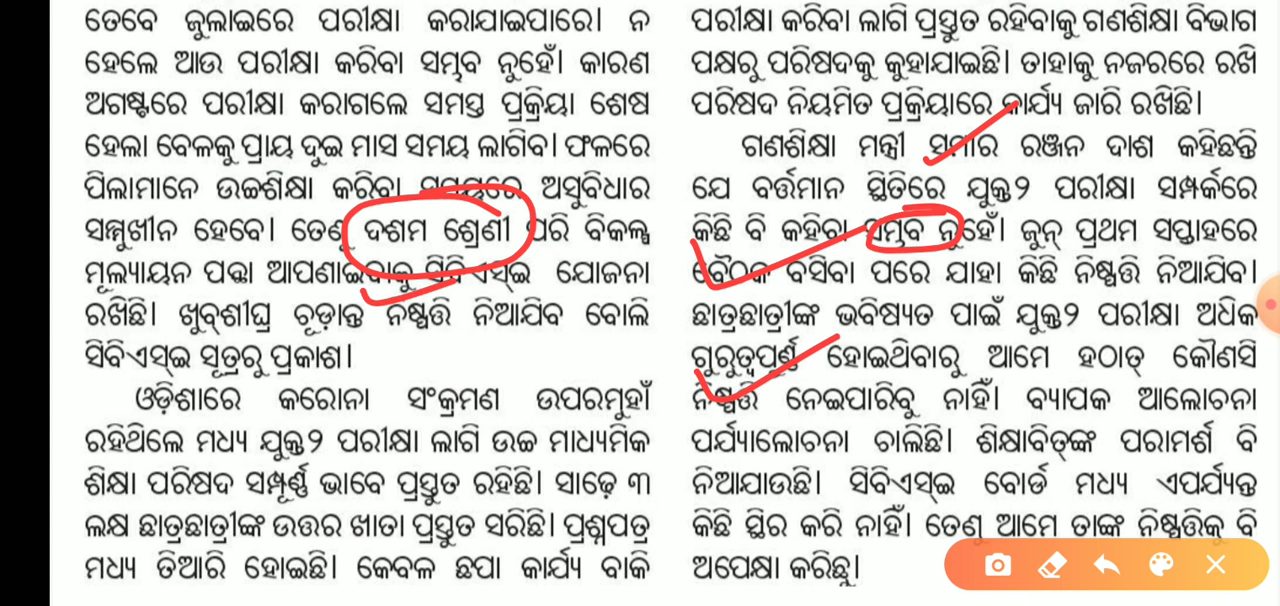 ତେବେ ଜୁଲାଇରେ ପରୀକ୍ଷା କରାଯାଇପାରେ। ନ
ହେଲେ ଆଉ ପରୀକ୍ଷା କରିବା ସମ୍ଭବ ନୁହେଁ। କାରଣ
ଅଗଷ୍ଟରେ ପରୀକ୍ଷା କରାଗଲେ ସମସ୍ତ ପ୍ରକ୍ରିୟା ଶେଷ
ହେଲା ବେଳକୁ ପ୍ରାୟ ଦୁଇ ମାସ ସମୟ ଲାଗିବ। ଫଳରେ
ପିଲାମାନେ ଉଚ୍ଚଶିକ୍ଷା କରିବା ସମୟରେ ଅସୁବିଧାର
ସମ୍ମୁଖୀନ ହେବେ। ତେଣୁ ଦଶମ ଶ୍ରେଣୀ ପରି ବିକଳ୍ପ
ମୂଲ୍ୟାୟନ ପନ୍ଥା ଆପଣାଇବାକୁ ସିବିଏସ୍ଇ ଯୋଜନା
ରଖିଛି। ଖୁବ୍‌ଶୀଘ୍ର ଚୂଡ଼ାନ୍ତ ନିଷ୍ପତ୍ତି ନିଆଯିବ ବୋଲି
ସିବିଏସ୍ଇ ସୂତ୍ରରୁ ପ୍ରକାଶ।
ଓଡ଼ିଶାରେ କରୋନା ସଂକ୍ରମଣ ଉପରମୁହାଁ
ରହିଥିଲେ ମଧ୍ୟ ଯୁକ୍ତ୨ ପରୀକ୍ଷା ଲାଗି ଉଚ୍ଚ ମାଧ୍ୟମିକ
ଶିକ୍ଷା ପରିଷଦ ସମ୍ପୂର୍ଣ୍ଣ ଭାବେ ପ୍ରସ୍ତୁତ ରହିଛି। ସାଢ଼େ ୩
ଲକ୍ଷ ଛାତ୍ରଛାତ୍ରୀଙ୍କ ଉତ୍ତର ଖାତା ପ୍ରସ୍ତୁତ ସରିଛି। ପ୍ରଶ୍ନପତ୍ର
ମଧ୍ୟ ତିଆରି ହୋଇଛି। କେବଳ ଛପା କାର୍ଯ୍ୟ ବାକି
ପରୀକ୍ଷା କରିବା ଲାଗି ପ୍ରସ୍ତୁତ ରହିବାକୁ ଗଣଶିକ୍ଷା ବିଭାଗ
ପକ୍ଷରୁ ପରିଷଦକୁ କୁହାଯାଇଛି। ତାହାକୁ ନଜରରେ ରଖି
ପରିଷଦ ନିୟମିତ ପ୍ରକ୍ରିୟାରେ କାର୍ଯ୍ୟ ଜାରି ରଖିଛି।
ଗଣଶିକ୍ଷା ମନ୍ତ୍ରୀ ସମୀର ରଞ୍ଜନ ଦାଶ କହିଛନ୍ତି
ଯେ ବର୍ତ୍ତମାନ ସ୍ଥିତିରେ ଯୁକ୍ତ୨ ପରୀକ୍ଷା ସମ୍ପର୍କରେ
କିଛି ବି କହିବା ସମ୍ଭବ ନୁହେଁ। ଜୁନ୍ ପ୍ରଥମ ସପ୍ତାହରେ
ବୈଠକ ବସିବା ପରେ ଯାହା କିଛି ନିଷ୍ପତ୍ତି ନିଆଯିବ।
ଛାତ୍ରଛାତ୍ରୀଙ୍କ ଭବିଷ୍ୟତ ପାଇଁ ଯୁକ୍ତ୨ ପରୀକ୍ଷା ଅଧିକ
ଗୁରୁତ୍ୱପୂର୍ଣ୍ଣ ହୋଇଥିବାରୁ ଆମେ ହଠାତ୍ କୌଣସି
ନିଷ୍ପତ୍ତି ନେଇପାରିବୁ ନାହିଁ। ବ୍ୟାପକ ଆଲୋଚନା
ପର୍ଯ୍ୟାଲୋଚନା ଚାଲିଛି। ଶିକ୍ଷାବିତ୍‌ଙ୍କ ପରାମର୍ଶ ବି
ନିଆଯାଉଛି। ସିବିଏସ୍ଇ ବୋର୍ଡ ମଧ୍ୟ ଏପର୍ଯ୍ୟନ୍ତ
କିଛି ସ୍ଥିର କରି ନାହିଁ। ତେଣୁ ଆମେ ତାଙ୍କ ନିଷ୍ପତ୍ତିକୁ ବି
ଅପେକ୍ଷା କରିଛୁ।